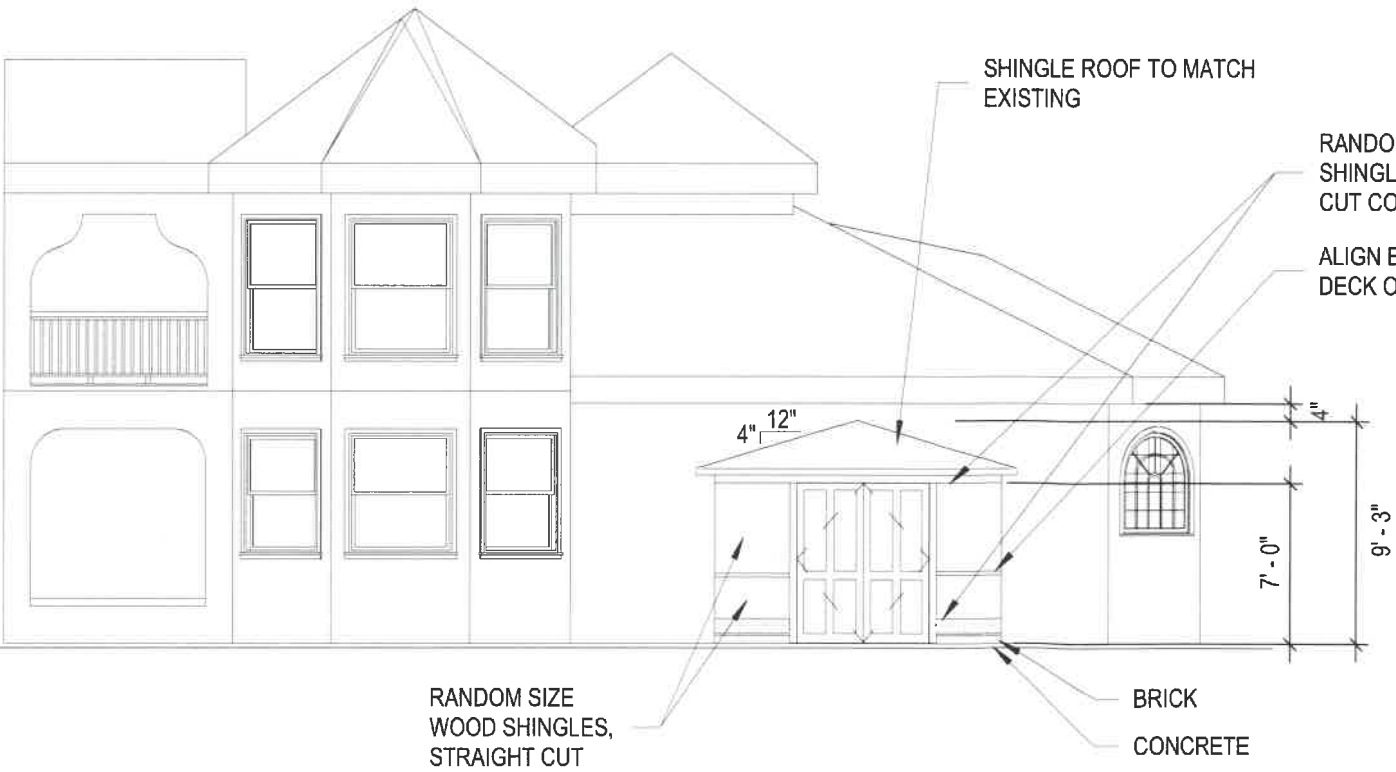 SHINGLE ROOF TO MATCH
EXISTING
RANDO
SHINGL
CUT CO
ALIGN E
DECK O
12"
4"
4"
7' - 0"
9' - 3"
RANDOM SIZE
WOOD SHINGLES,
STRAIGHT CUT
BRICK
CONCRETE